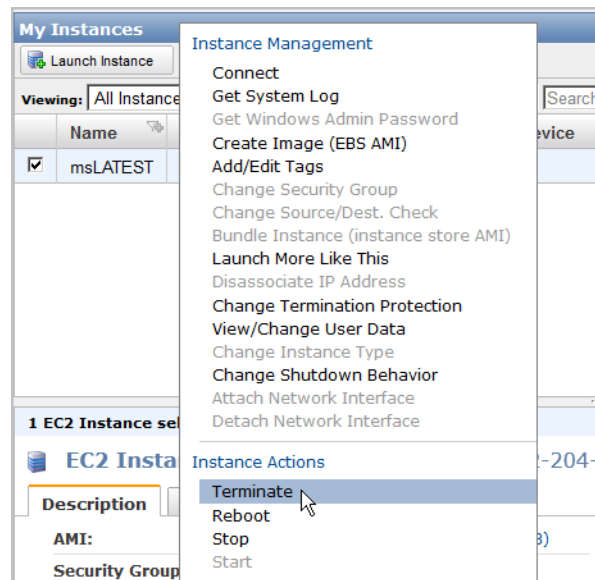 My Instances
Launch Instance
Viewing: All Instance
Search
Name
evice
msLATEST
Instance Management
Connect
Get System Log
Get Windows Admin Password
Create Image (EBS AMI)
Add/Edit Tags
Change Security Group
Change Source/Dest. Check
Bundle Instance (instance store AMI)
Launch More Like This
Disassociate IP Address
Change Termination Protection
View/Change User Data
Change Instance Type
Change Shutdown Behavior
Attach Network Interface
Detach Network Interface
1 EC2 Instance sel
EC2 Insta
-204-
Instance Actions
Terminate
Reboot
Stop
Start
Description
AMI:
Security Group